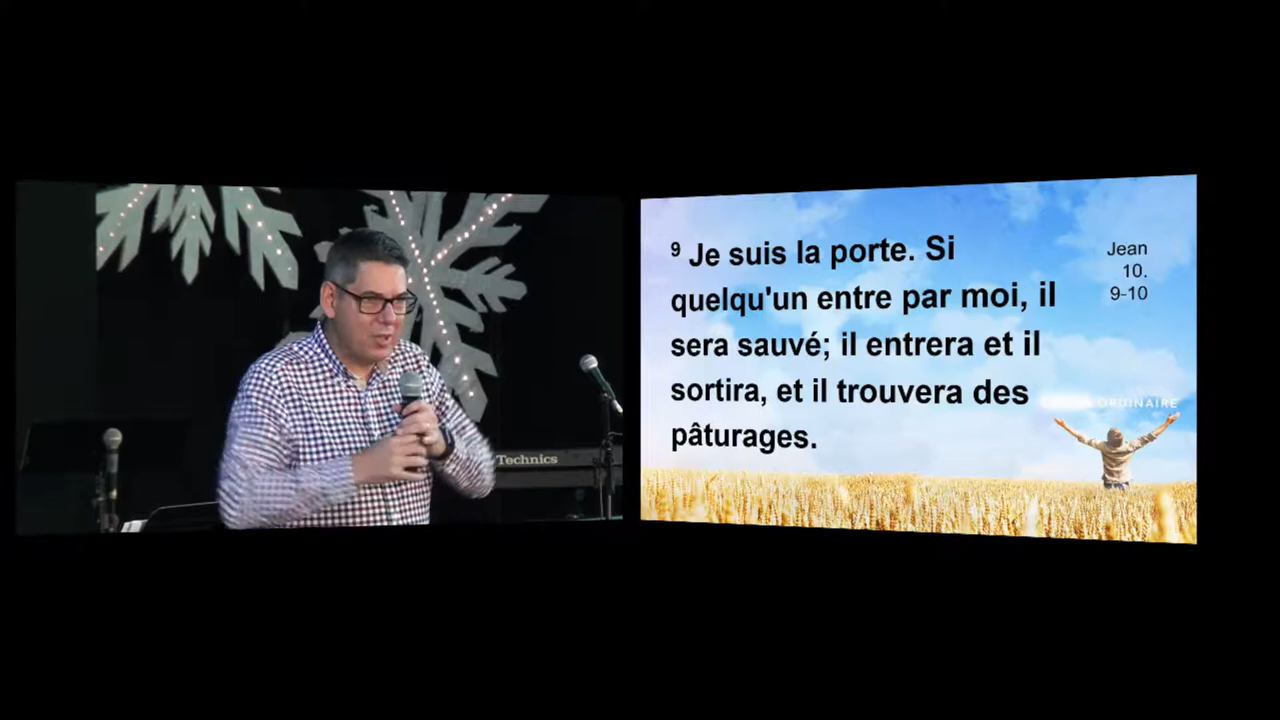 ⁹ Je suis la porte. Si
quelqu'un entre par moi, il
sera sauvé; il entrera et il
sortira, et il trouvera des
pâturages.
Jean
10.
9-10
ORDINAIRE
Technics